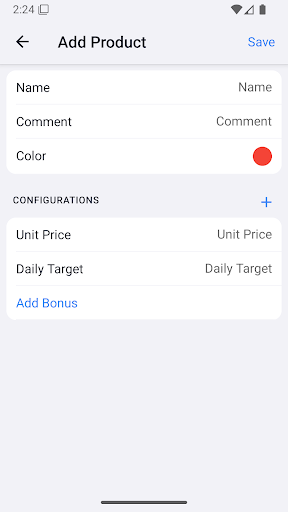 2:24
Add Product
Save
Name Name
Comment Comment
Color
CONFIGURATIONS +
Unit Price Unit Price
Daily Target Daily Target
Add Bonus